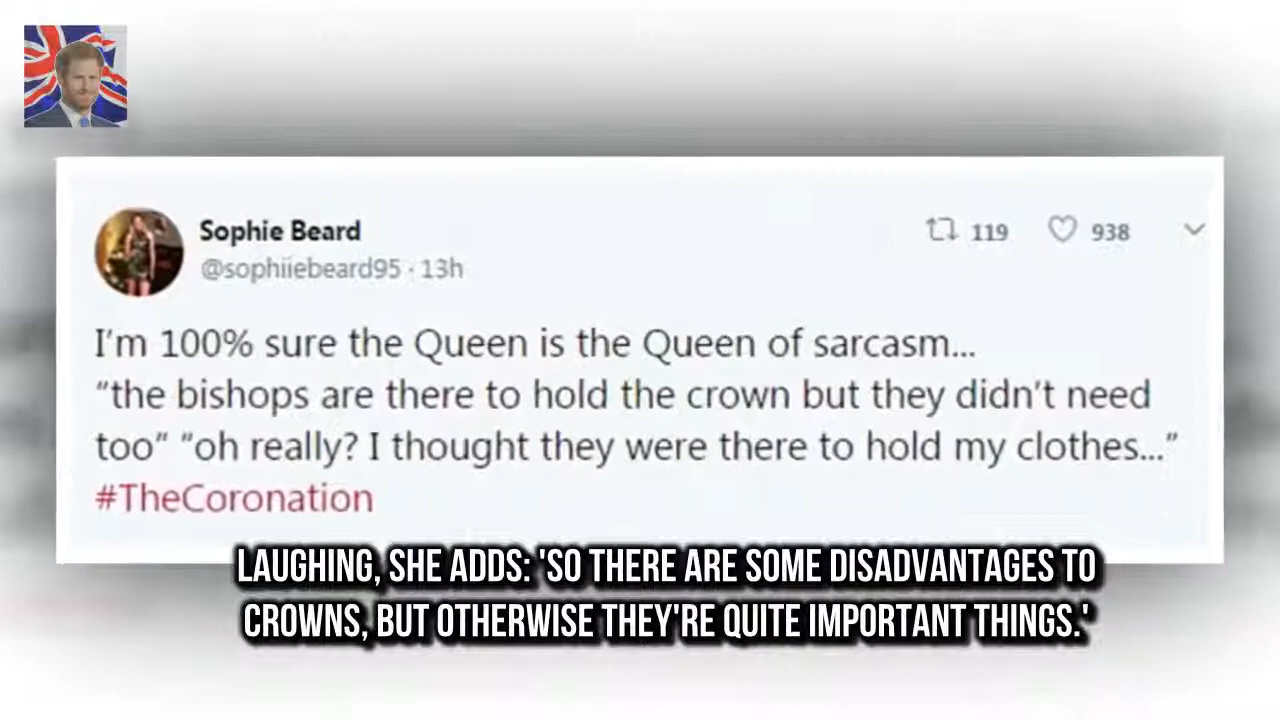 Sophie Beard
119
938
@sophiiebeard95 · 13h
I'm 100% sure the Queen is the Queen of sarcasm...
“the bishops are there to hold the crown but they didn't need
too” “oh really? I thought they were there to hold my clothes...”
#TheCoronation
LAUGHING, SHE ADDS: 'SO THERE ARE SOME DISADVANTAGES TO
CROWNS, BUT OTHERWISE THEY'RE QUITE IMPORTANT THINGS.'